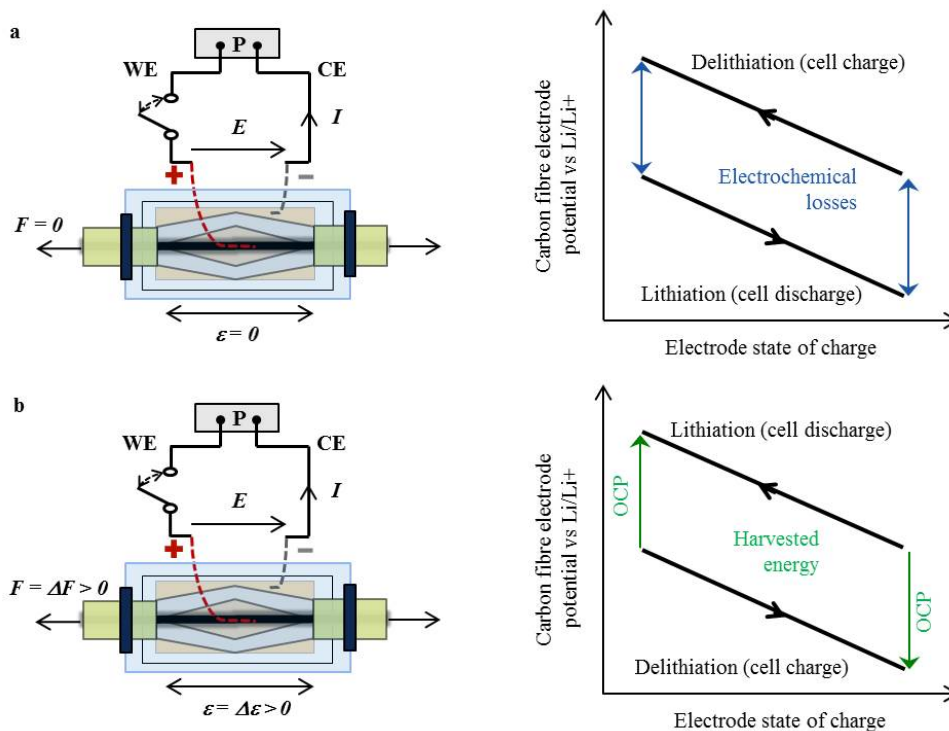 a
P
WE
CE
E
I
+
−
F = 0
ε = 0
Carbon fibre electrode
potential vs Li/Li+
Delithiation (cell charge)
Electrochemical
losses
Lithiation (cell discharge)
Electrode state of charge
b
P
WE
CE
E
I
+
−
F = ΔF > 0
ε = Δε > 0
Carbon fibre electrode
potential vs Li/Li+
Lithiation (cell discharge)
OCP
Harvested
energy
OCP
Delithiation (cell charge)
Electrode state of charge